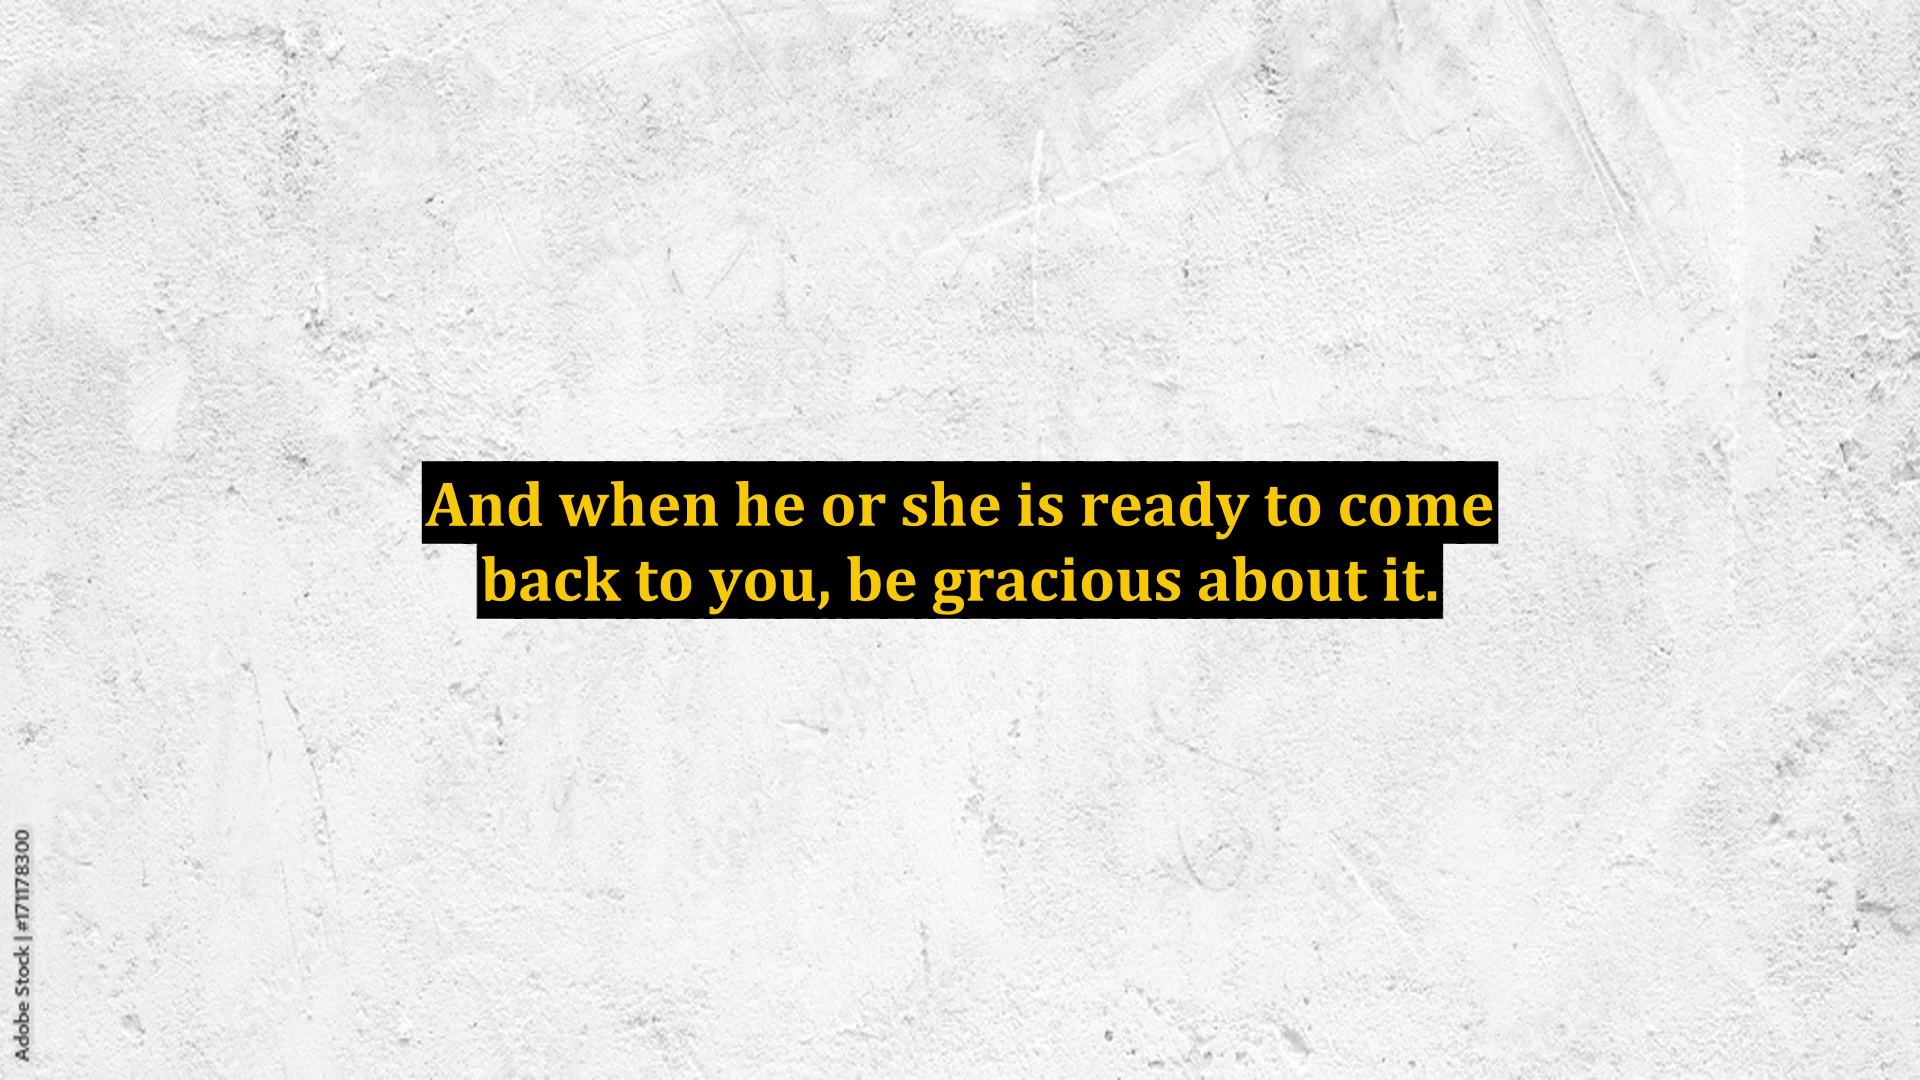 And when he or she is ready to come
back to you, be gracious about it.
Adobe Stock | #171178300